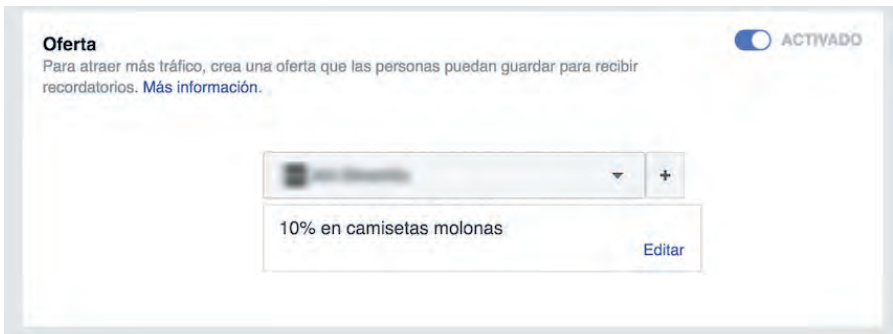 Oferta
ACTIVADO
Para atraer más tráfico, crea una oferta que las personas puedan guardar para recibir
recordatorios. Más información.
+
10% en camisetas molonas
Editar